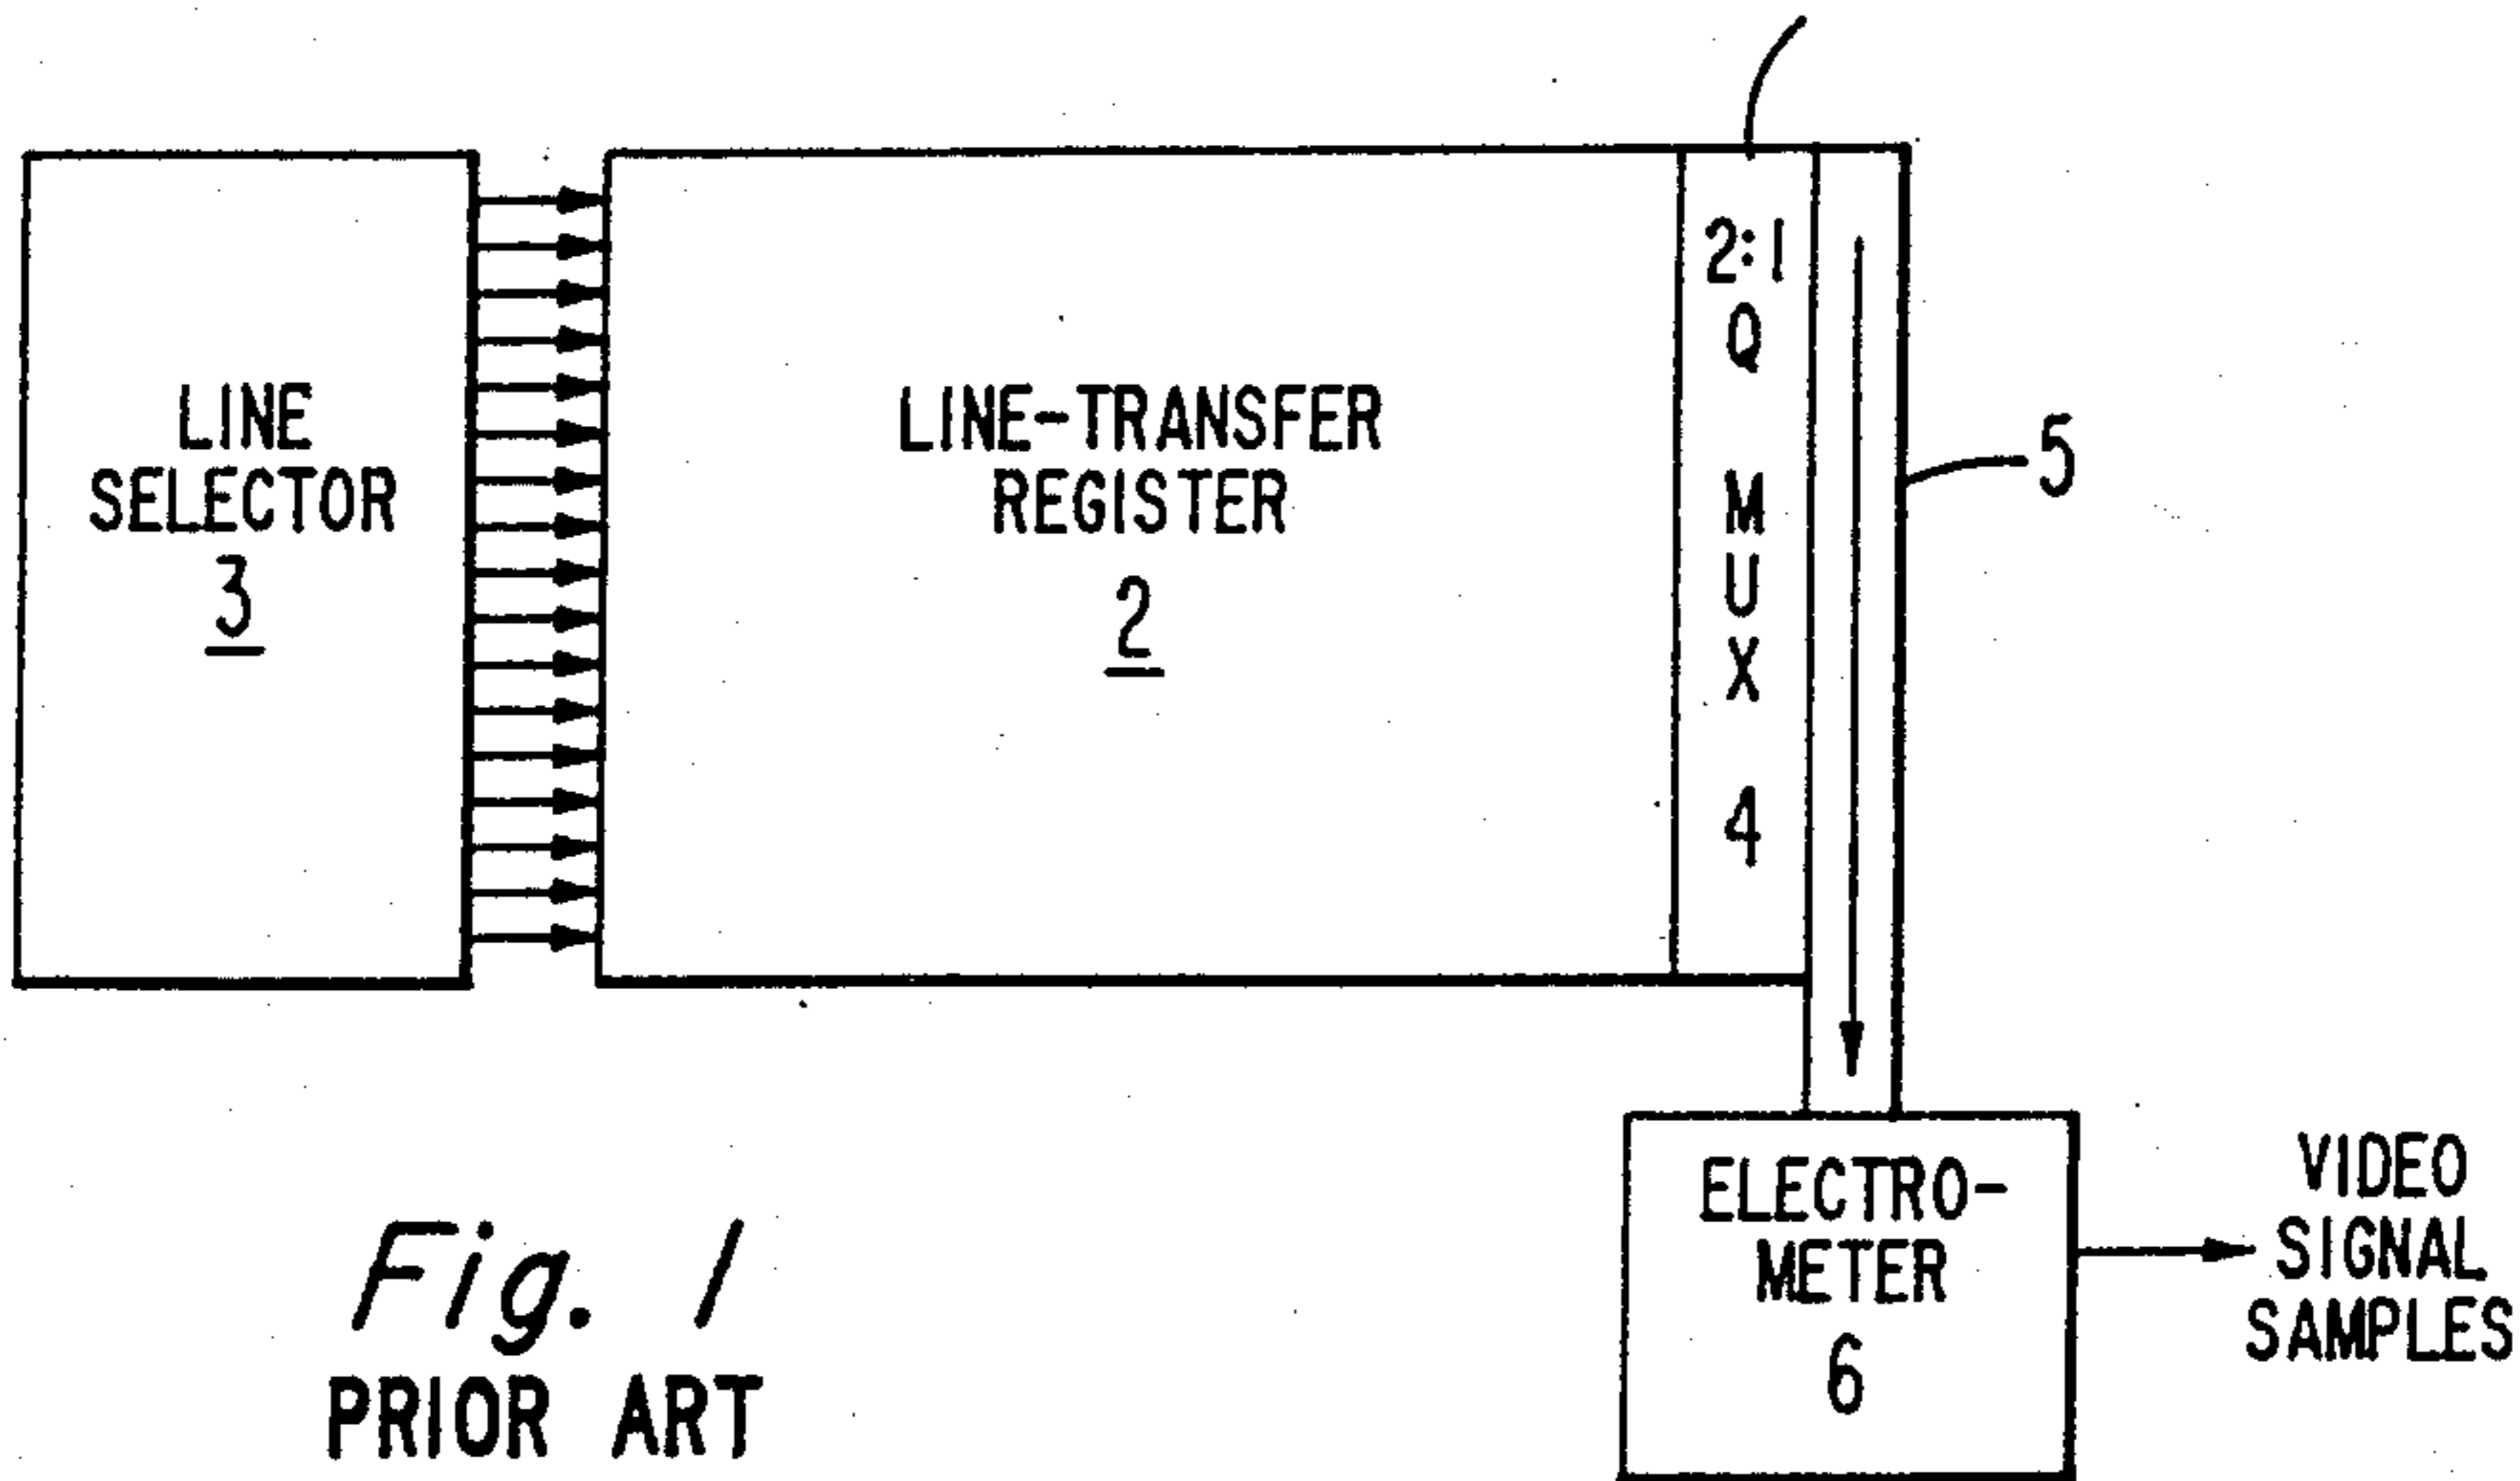 LINE
SELECTOR
3
LINE-TRANSFER
REGISTER
2
2:1
Q
M
U
X
4
5
ELECTRO-
METER
6
VIDEO
SIGNAL
SAMPLES
Fig. 1
PRIOR ART